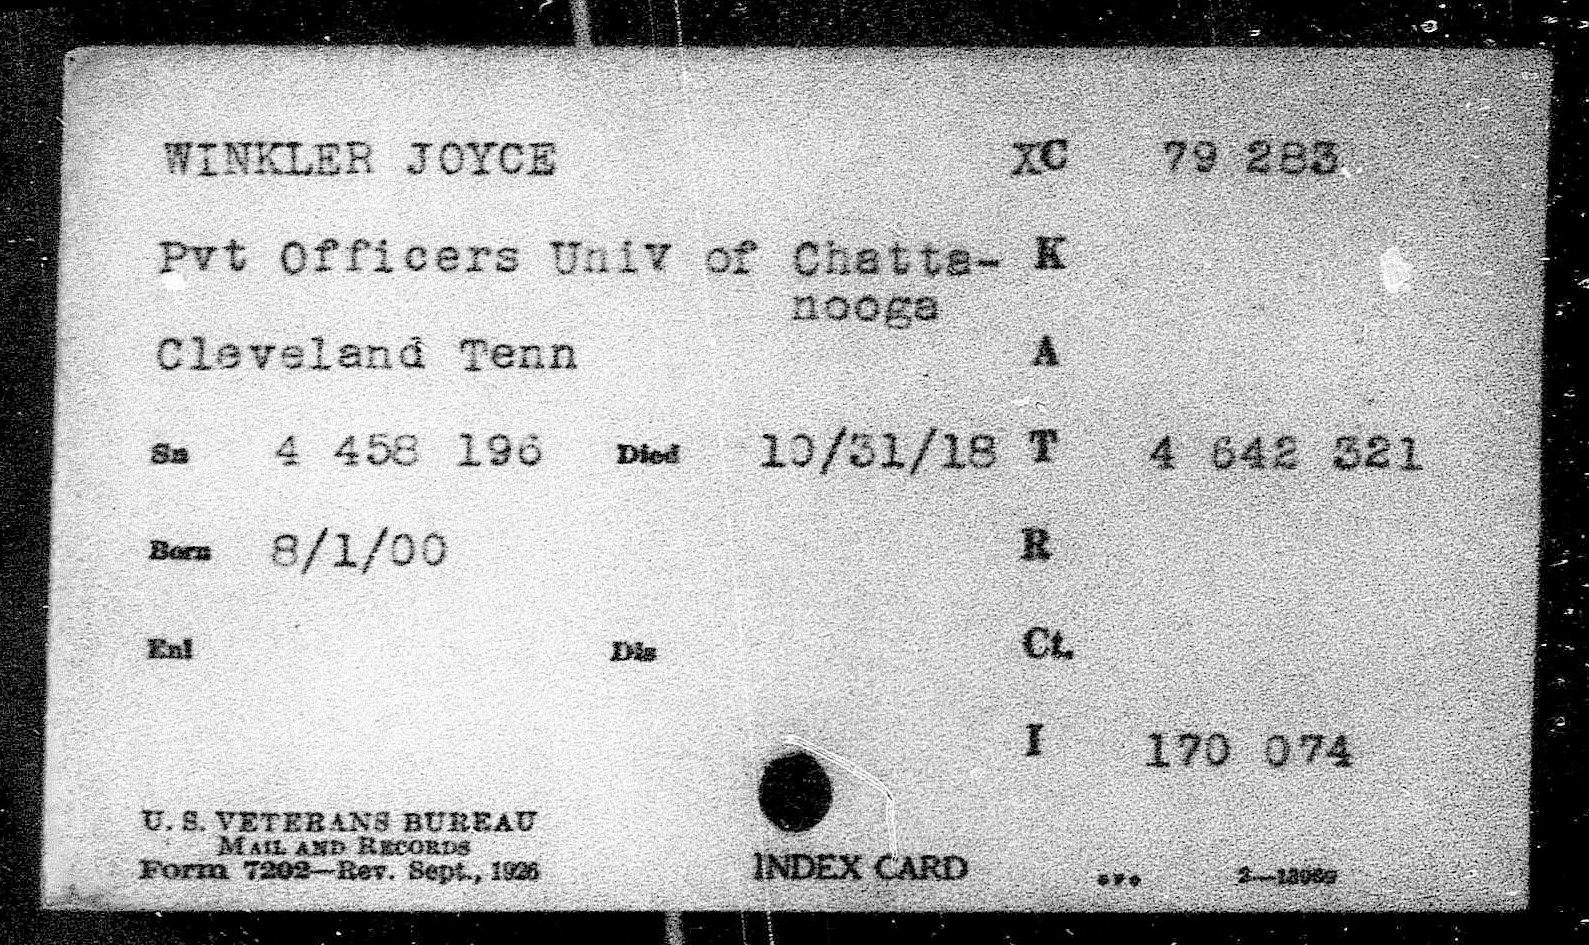 WINKLER JOYCE XC 79 283
Pvt Officers Univ of Chatta- K
nooga
Cleveland Tenn A
Sn 4 458 196 Died 10/31/18 T 4 642 321
Born 8/1/00 R
Enl Dis Ct.
I 170 074
U. S. VETERANS BUREAU
MAIL AND RECORDS
Form 7202—Rev. Sept., 1926
INDEX CARD